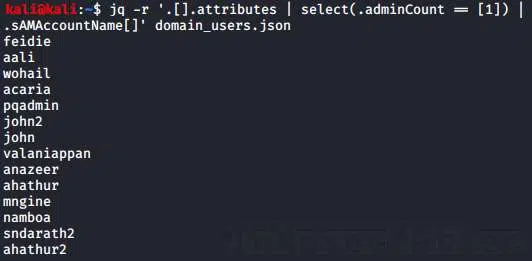 kali@kali:~$ jq -r '.[].attributes | select(.adminCount == [1]) |
.sAMAccountName[]' domain_users.json
feidie
aali
wohail
acaria
pqadmin
john2
john
valaniappan
anazeer
ahathur
mngine
namboa
sndarath2
ahathur2